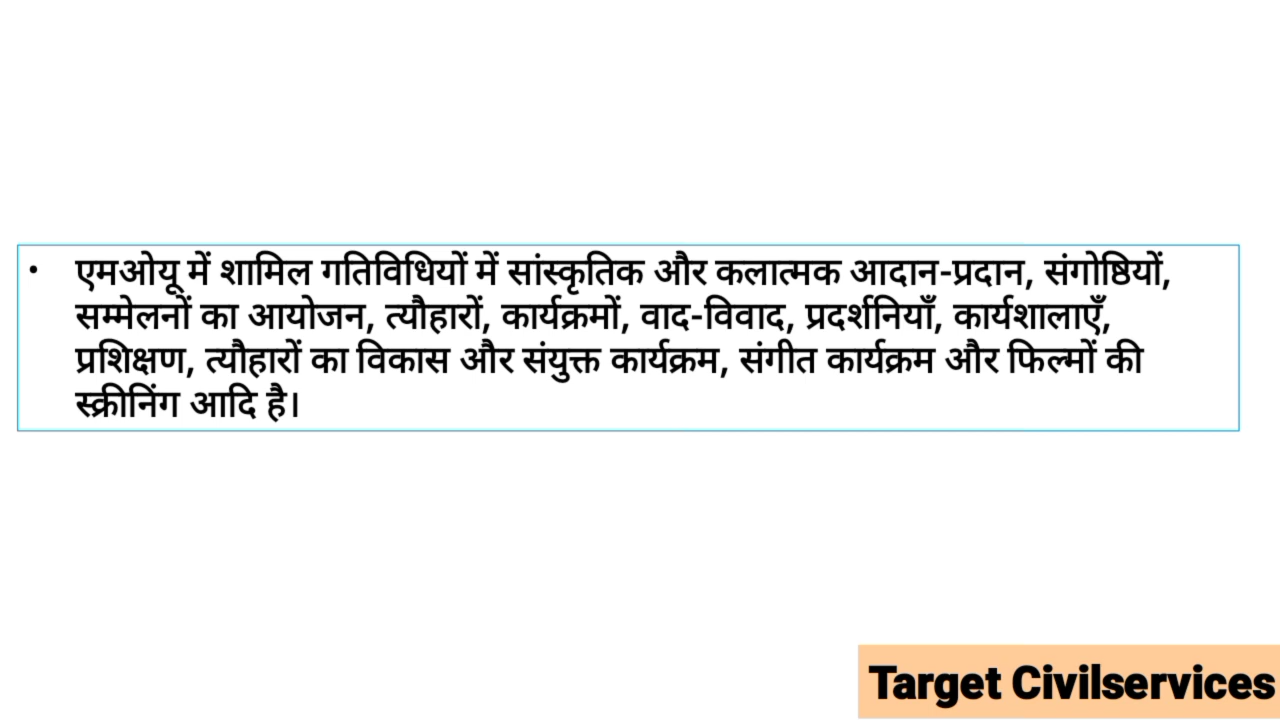 • एमओयू में शामिल गतिविधियों में सांस्कृतिक और कलात्मक आदान-प्रदान, संगोष्ठियों,
सम्मेलनों का आयोजन, त्यौहारों, कार्यक्रमों, वाद-विवाद, प्रदर्शनियाँ, कार्यशालाएँ,
प्रशिक्षण, त्यौहारों का विकास और संयुक्त कार्यक्रम, संगीत कार्यक्रम और फिल्मों की
स्क्रीनिंग आदि है।
Target Civilservices